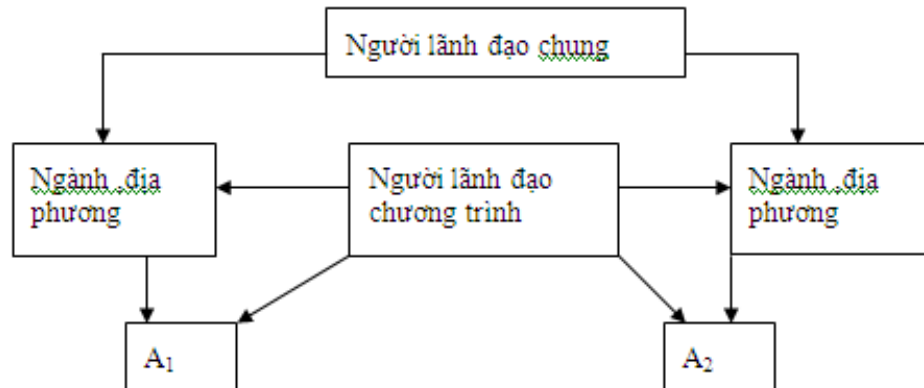 Người lãnh đạo chung
Ngành ,địa
phương
Người lãnh đạo
chương trình
Ngành ,địa
phương
A₁
A₂